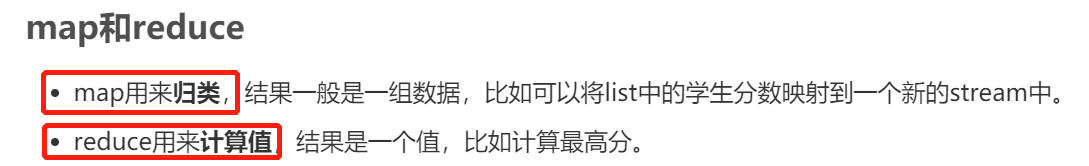 map和reduce
map用来归类，结果一般是一组数据，比如可以将list中的学生分数映射到一个新的stream中。
reduce用来计算值，结果是一个值，比如计算最高分。